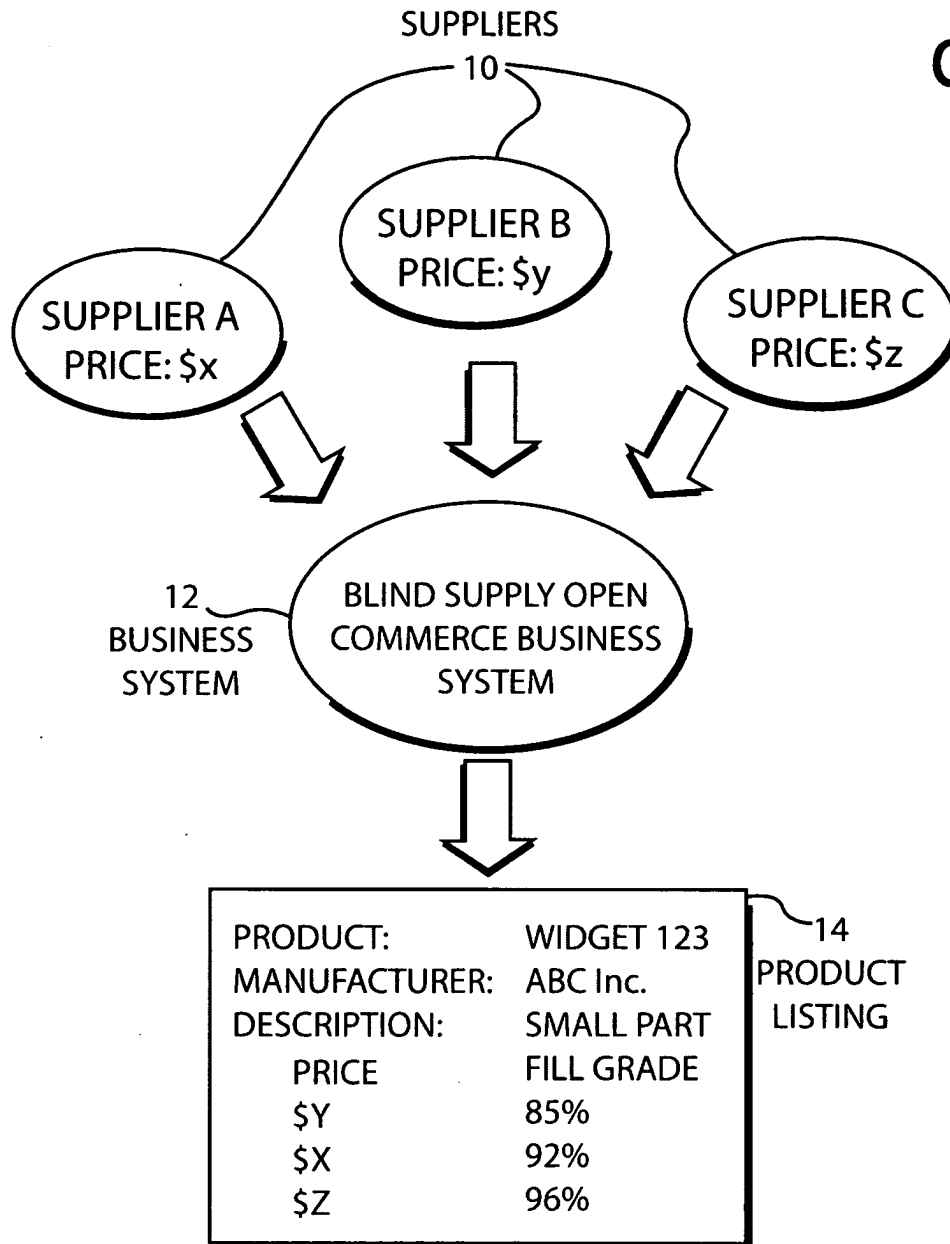 SUPPLIERS
10
SUPPLIER B
PRICE: $y
SUPPLIER A
PRICE: $x
SUPPLIER C
PRICE: $z
12
BUSINESS
SYSTEM
BLIND SUPPLY OPEN
COMMERCE BUSINESS
SYSTEM
14
PRODUCT
LISTING
PRODUCT: WIDGET 123
MANUFACTURER: ABC Inc.
DESCRIPTION: SMALL PART
PRICE FILL GRADE
$Y 85%
$X 92%
$Z 96%